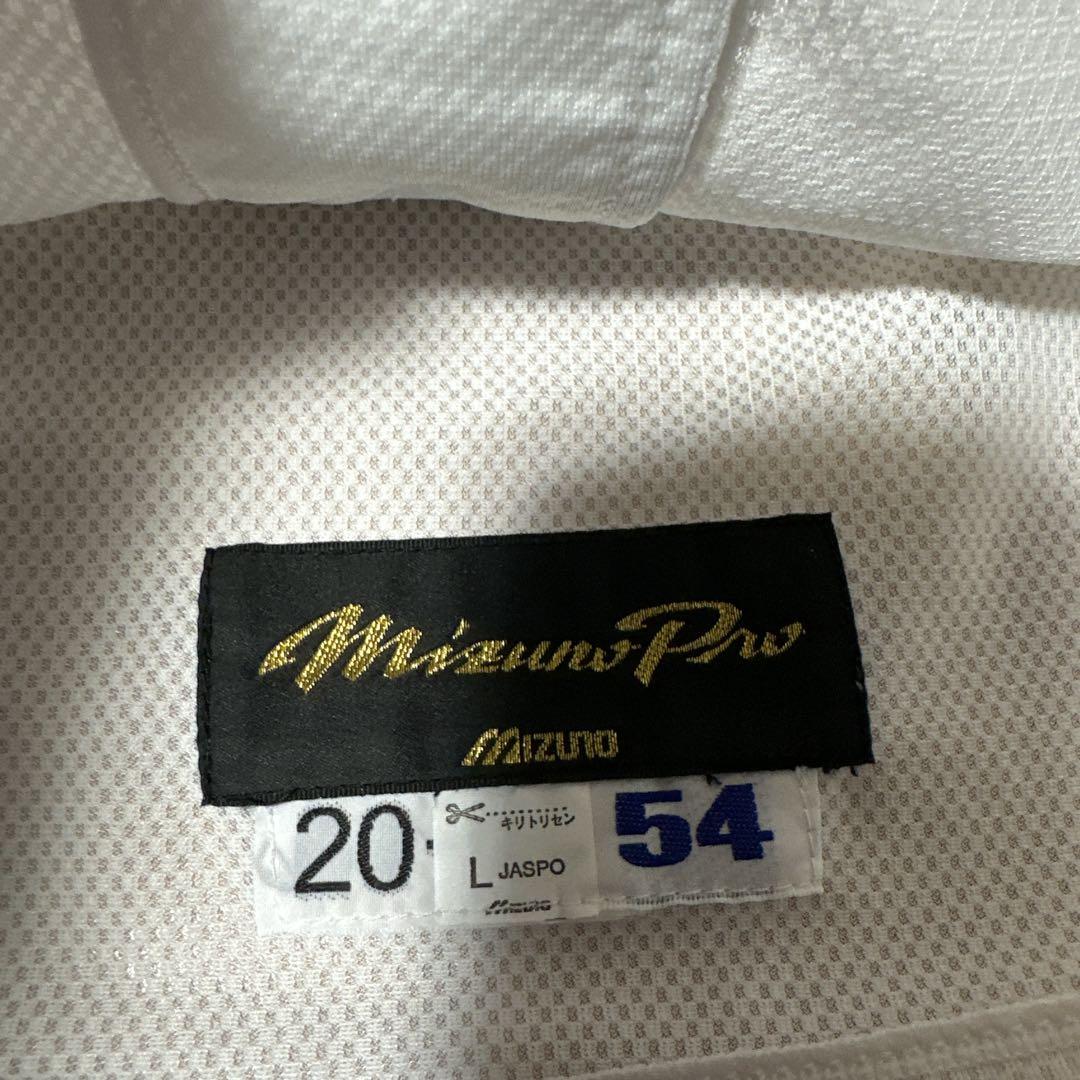 Mizuno Pro
MIZUNO
20-
キリトリセン
L JASPO
MIZUNO
54